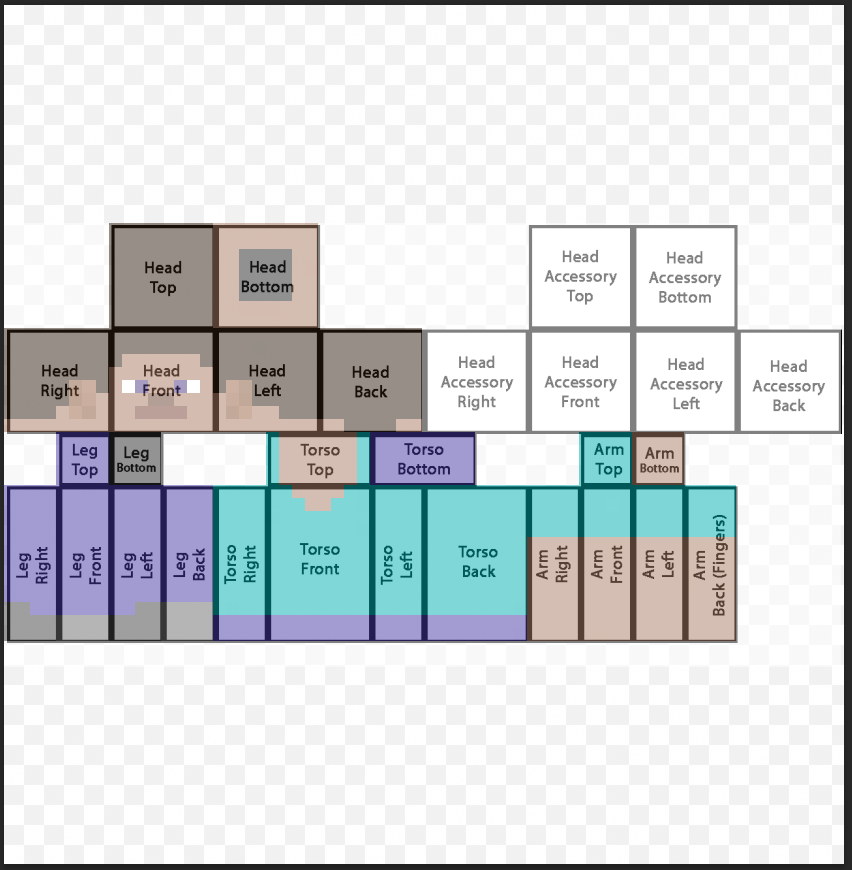 Head
Top
Head
Bottom
Head
Accessory
Top
Head
Accessory
Bottom
Head
Right
Head
Front
Head
Left
Head
Back
Head
Accessory
Right
Head
Accessory
Front
Head
Accessory
Left
Head
Accessory
Back
Leg
Top
Leg
Bottom
Torso
Top
Torso
Bottom
Arm
Top
Arm
Bottom
Leg
Right
Leg
Front
Leg
Left
Leg
Back
Torso
Right
Torso
Front
Torso
Left
Torso
Back
Arm
Right
Arm
Front
Arm
Left
Arm
Back (Fingers)